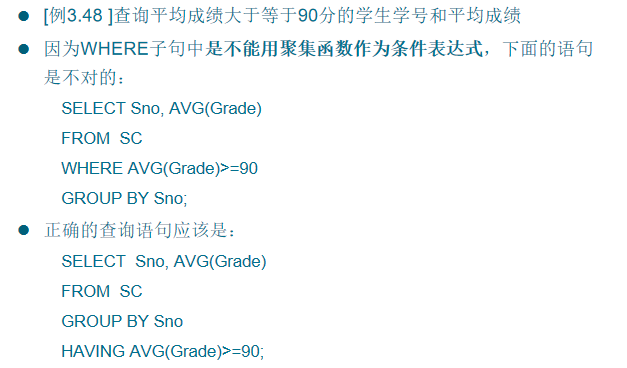 [例3.48 ]查询平均成绩大于等于90分的学生学号和平均成绩
因为WHERE子句中是不能用聚集函数作为条件表达式，下面的语句
是不对的：
SELECT Sno, AVG(Grade)
FROM SC
WHERE AVG(Grade)>=90
GROUP BY Sno;
正确的查询语句应该是：
SELECT Sno, AVG(Grade)
FROM SC
GROUP BY Sno
HAVING AVG(Grade)>=90;